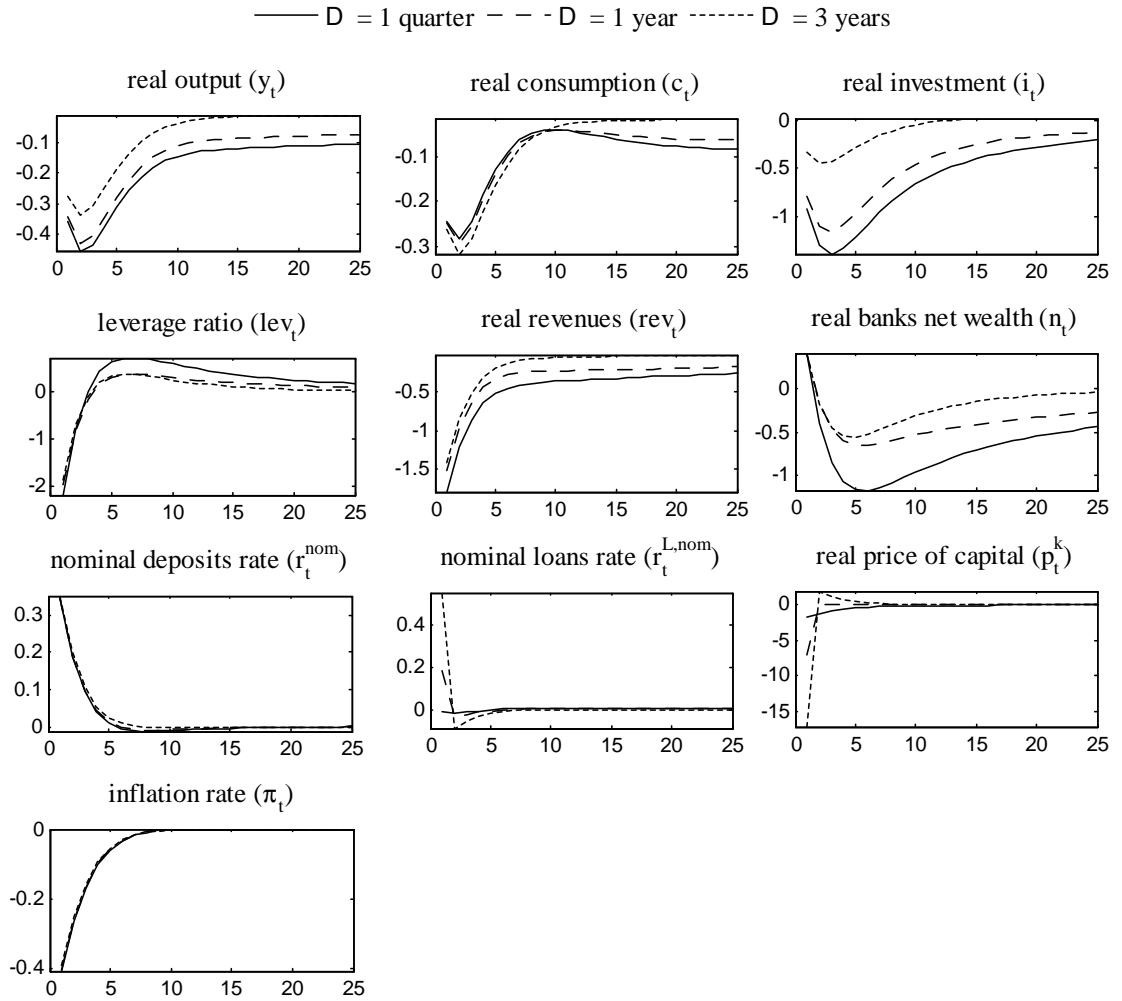 D = 1 quarter D = 1 year D = 3 years
real output (y_t)
real consumption (c_t)
real investment (i_t)
-0.1
-0.2
-0.3
-0.4
0 5 10 15 20 25
-0.1
-0.2
0.3
0 5 10 15 20 25
0
-0.5
-1
0 5 10 15 20 25
leverage ratio (lev_t)
real revenues (rev_t)
real banks net wealth (n_t)
0
-1
-2
0 5 10 15 20 25
-0.5
-1
-1.5
0 5 10 15 20 25
0
-0.5
-1
0 5 10 15 20 25
nominal deposits rate (r_t^nom)
nominal loans rate (r_t^L,nom)
real price of capital (p_t^k)
0.3
0.2
0.1
0
0 5 10 15 20 25
0.4
0.2
0
0 5 10 15 20 25
0
-5
-10
-15
0 5 10 15 20 25
inflation rate (π_t)
0
-0.2
-0.4
0 5 10 15 20 25